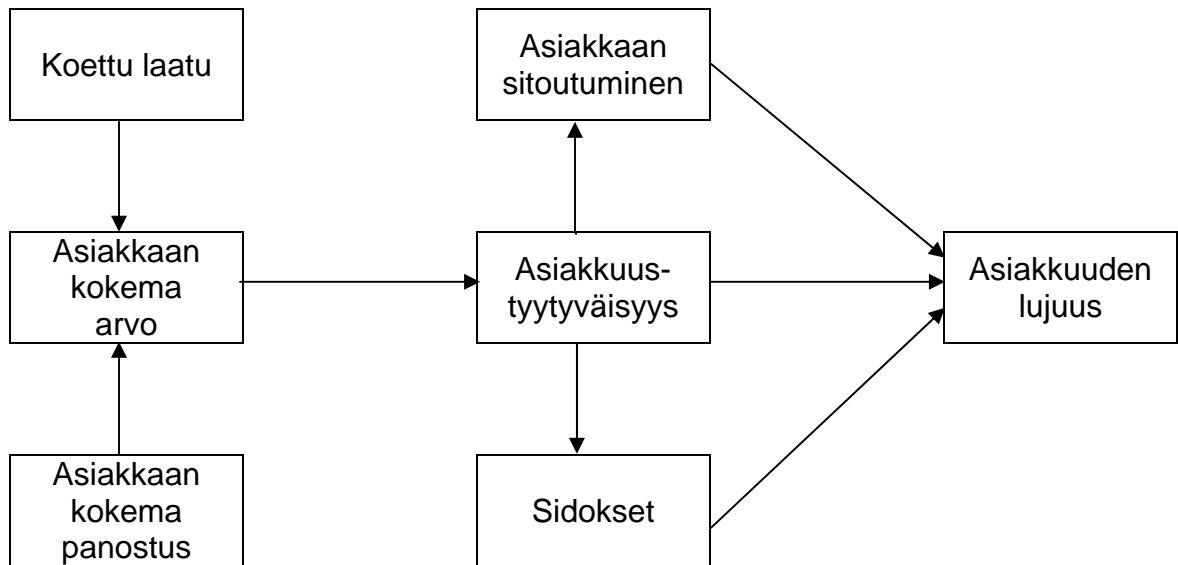 Koettu laatu
Asiakkaan
sitoutuminen
Asiakkaan
kokema
arvo
Asiakkuus-
tyytyväisyys
Asiakkuuden
lujuus
Asiakkaan
kokema
panostus
Sidokset